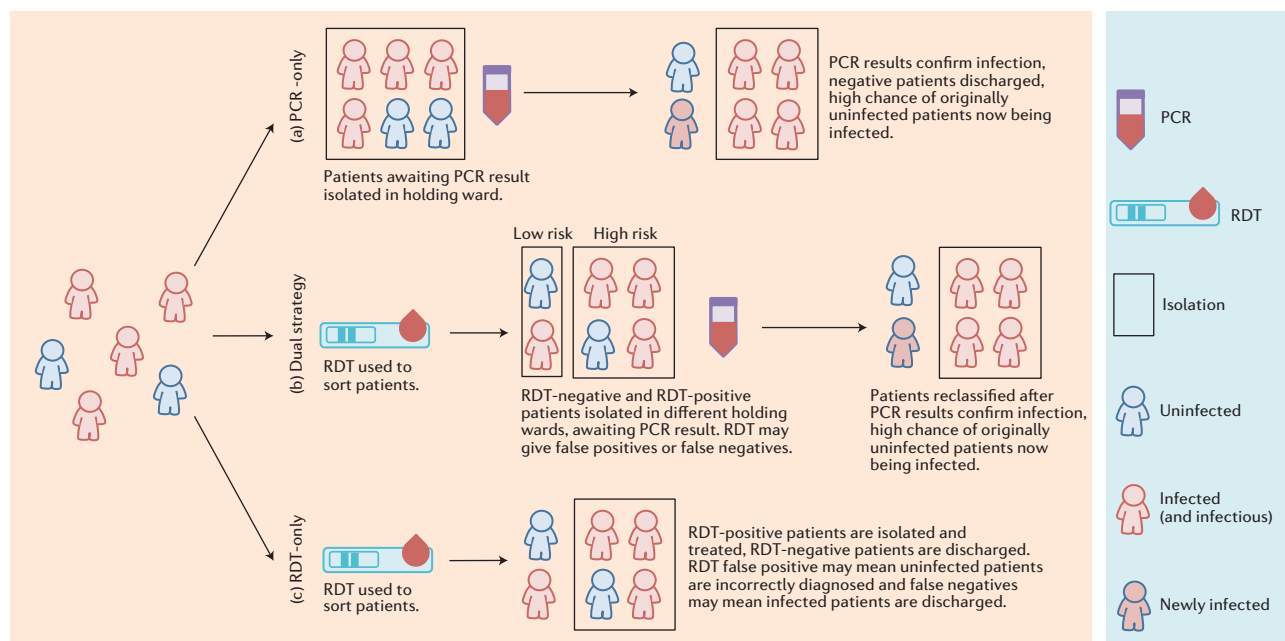 (a) PCR -only
Patients awaiting PCR result
isolated in holding ward.
PCR results confirm infection,
negative patients discharged,
high chance of originally
uninfected patients now being
infected.
(b) Dual strategy
RDT used to
sort patients.
Low risk
High risk
RDT-negative and RDT-positive
patients isolated in different holding
wards, awaiting PCR result. RDT may
give false positives or false negatives.
Patients reclassified after
PCR results confirm infection,
high chance of originally
uninfected patients now
being infected.
(c) RDT-only
RDT used to
sort patients.
RDT-positive patients are isolated and
treated, RDT-negative patients are discharged.
RDT false positive may mean uninfected patients
are incorrectly diagnosed and false negatives
may mean infected patients are discharged.
PCR
RDT
Isolation
Uninfected
Infected
(and infectious)
Newly infected